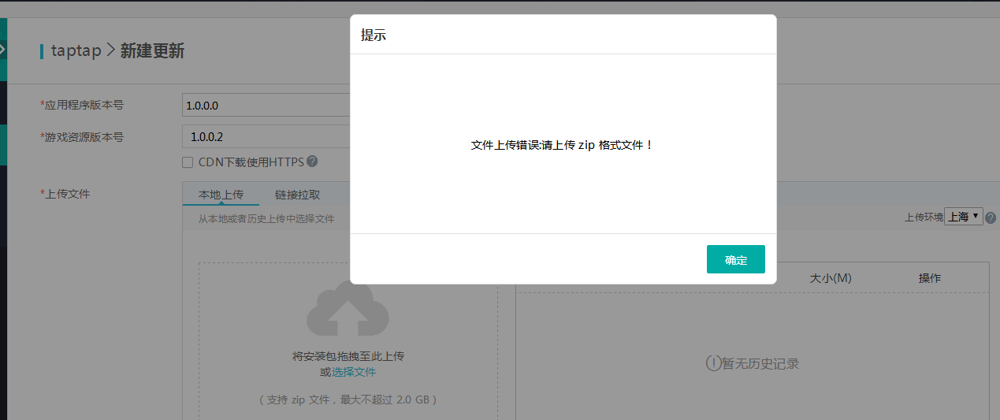 提示
taptap > 新建更新
*应用程序版本号
1.0.0.0
*游戏资源版本号
1.0.0.2
文件上传错误:请上传 zip 格式文件！
CDN下载使用HTTPS ?
*上传文件
本地上传
链接拉取
从本地或者历史上传中选择文件
上传环境 上海 ?
确定
大小(M)
操作
将安装包拖拽至此上传
或选择文件
暂无历史记录
（支持 zip 文件，最大不超过 2.0 GB）